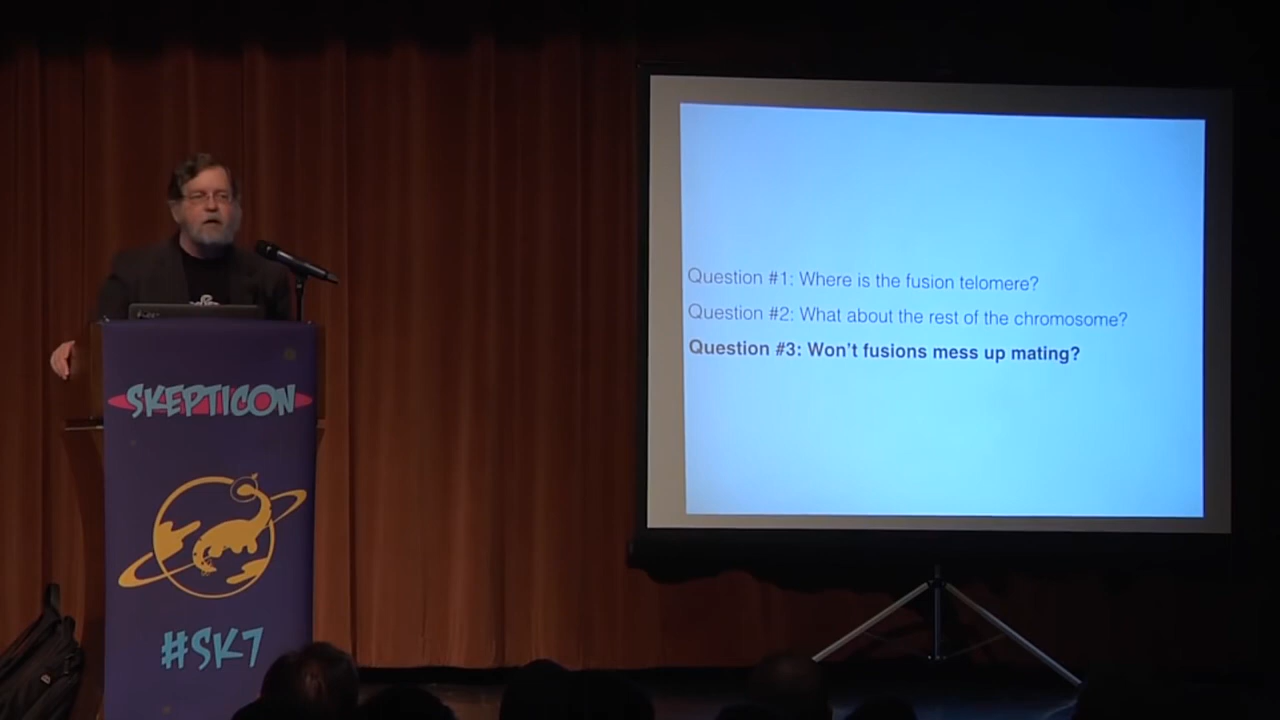 SKEPTICON
#SK7
Question #1: Where is the fusion telomere?
Question #2: What about the rest of the chromosome?
Question #3: Won't fusions mess up mating?